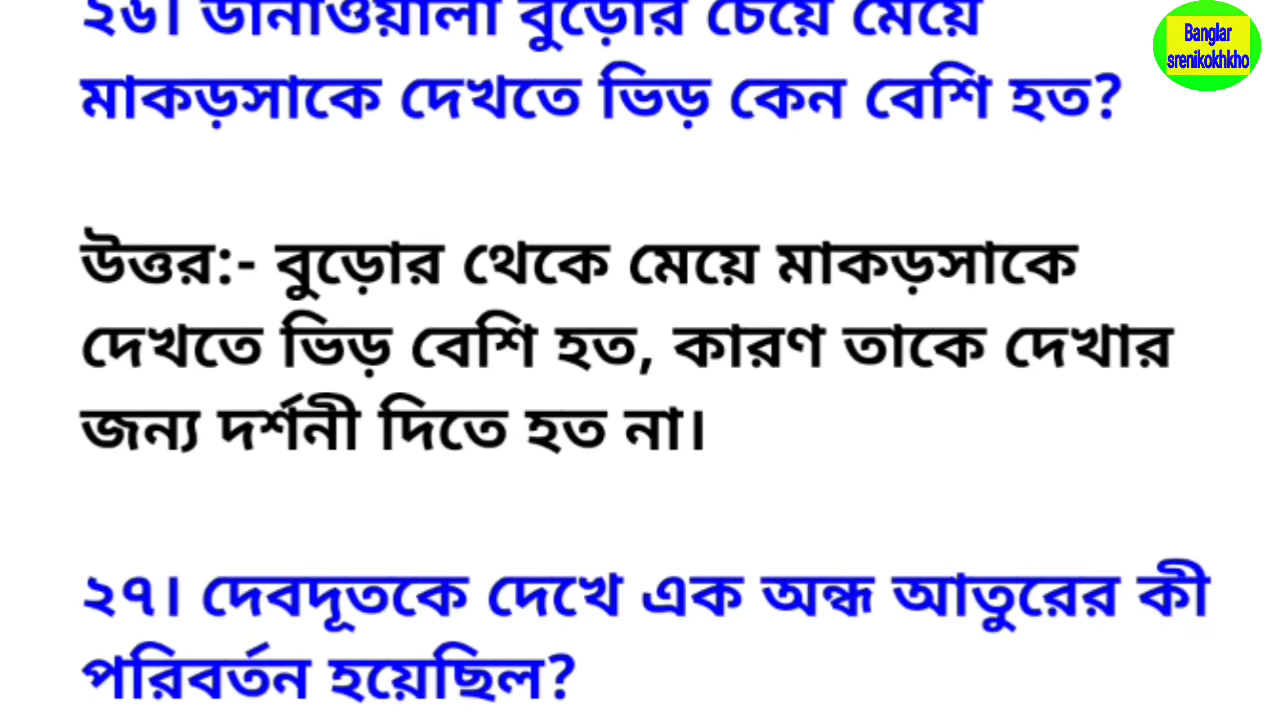 ২৬। ডানাওয়ালা বুড়োর চেয়ে মেয়ে
মাকড়সাকে দেখতে ভিড় কেন বেশি হত?
উত্তর:- বুড়োর থেকে মেয়ে মাকড়সাকে
দেখতে ভিড় বেশি হত, কারণ তাকে দেখার
জন্য দর্শনী দিতে হত না।
২৭। দেবদূতকে দেখে এক অন্ধ আতুরের কী
পরিবর্তন হয়েছিল?
Banglar
srenikokhkho